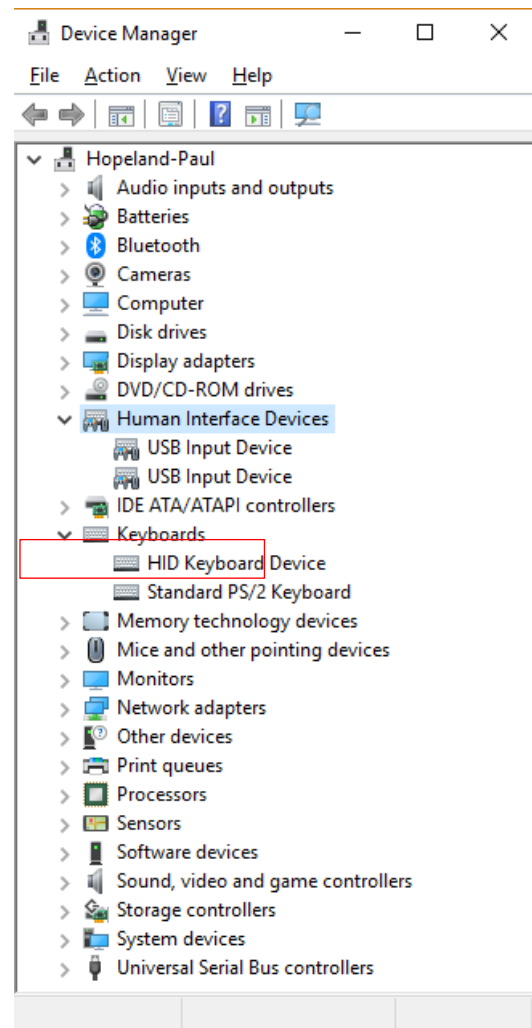 Device Manager
File Action View Help
Hopeland-Paul
Audio inputs and outputs
Batteries
Bluetooth
Cameras
Computer
Disk drives
Display adapters
DVD/CD-ROM drives
Human Interface Devices
USB Input Device
USB Input Device
IDE ATA/ATAPI controllers
Keyboards
HID Keyboard Device
Standard PS/2 Keyboard
Memory technology devices
Mice and other pointing devices
Monitors
Network adapters
Other devices
Print queues
Processors
Sensors
Software devices
Sound, video and game controllers
Storage controllers
System devices
Universal Serial Bus controllers